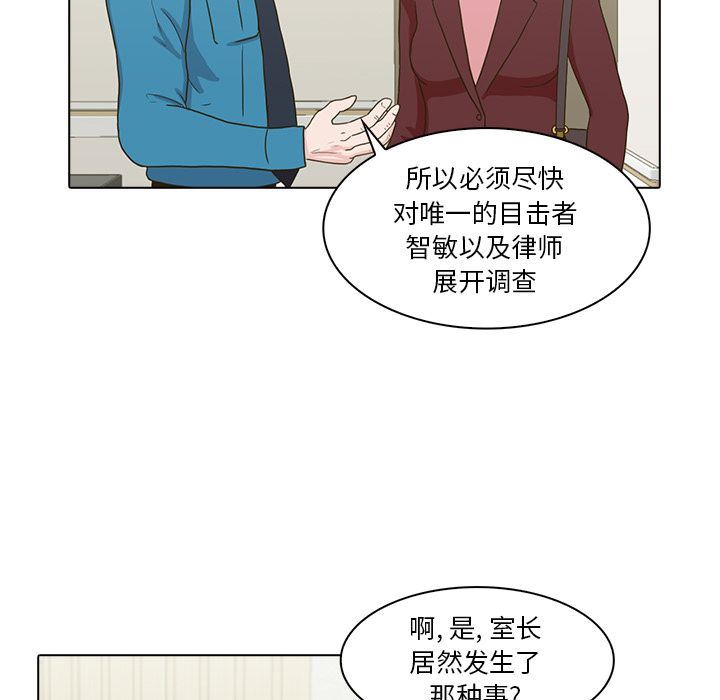 所以必须尽快
对唯一的目击者
智敏以及律师
展开调查
啊, 是, 室长
居然发生了
那种事?